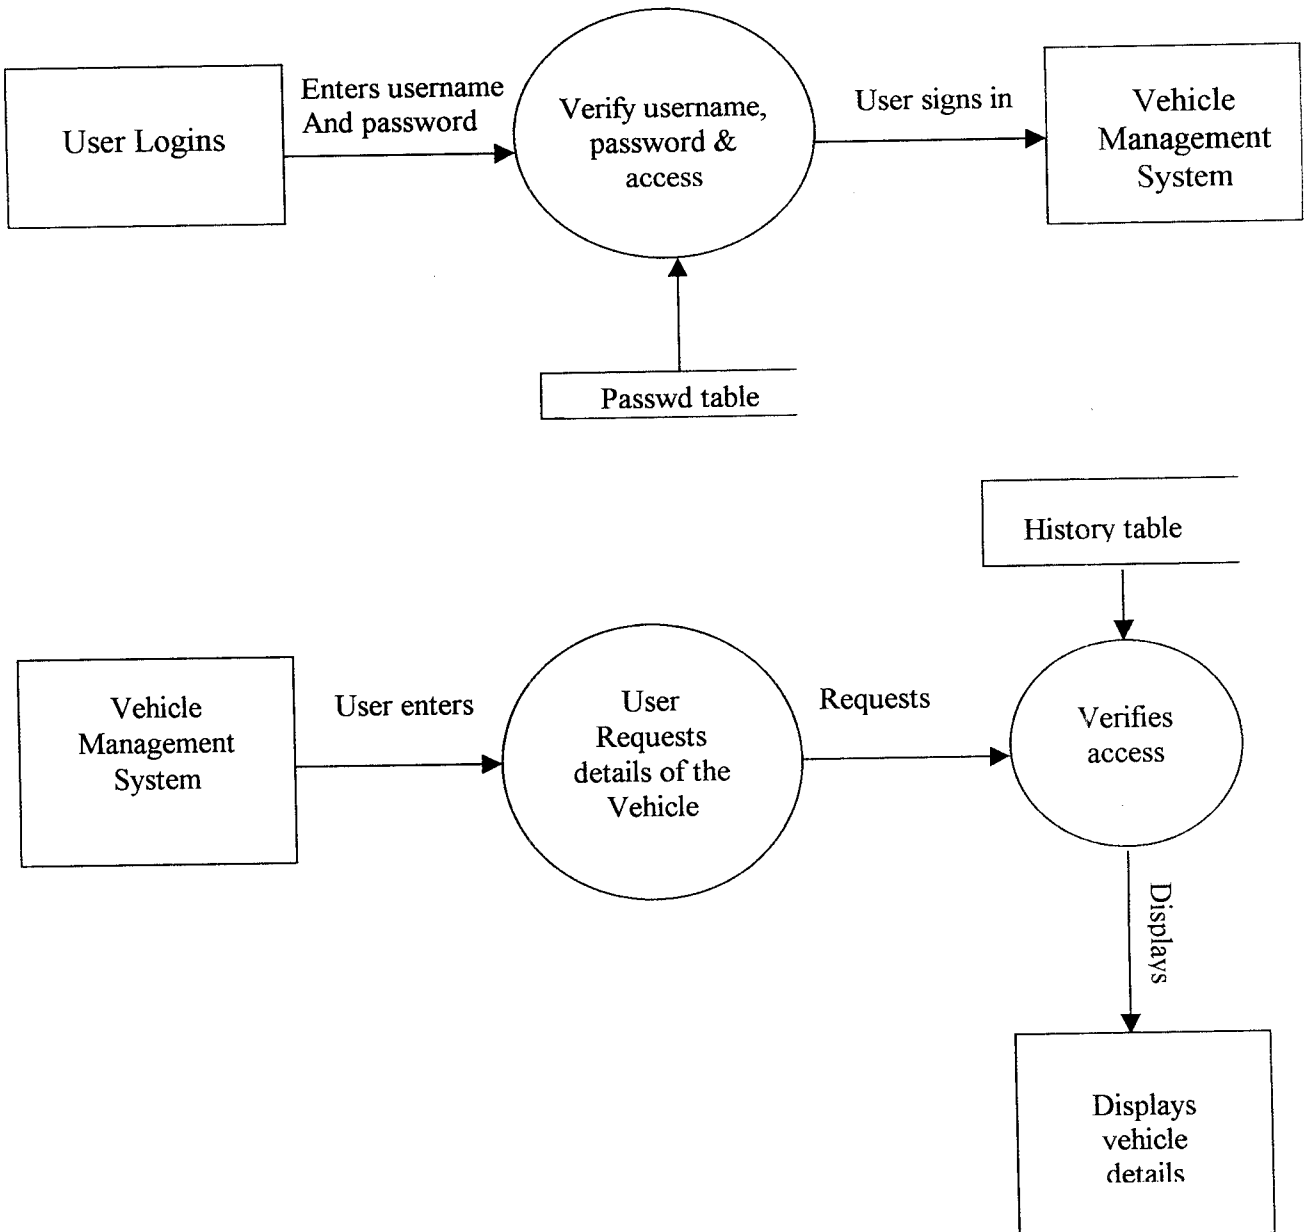 User Logins
Enters username
And password
Verify username,
password &
access
User signs in
Vehicle
Management
System
Passwd table
History table
Vehicle
Management
System
User enters
User
Requests
details of the
Vehicle
Requests
Verifies
access
Displays
Displays
vehicle
details